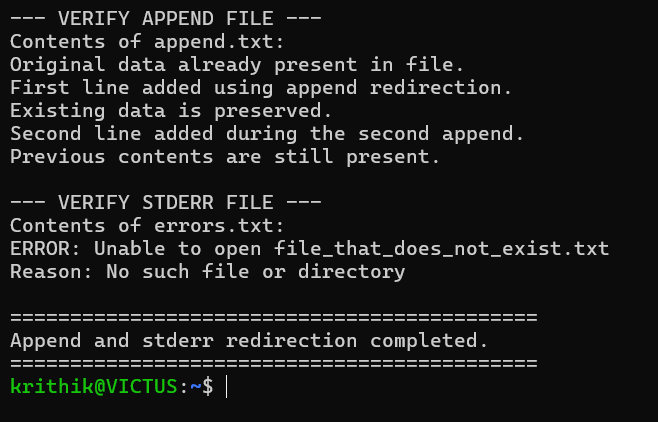 --- VERIFY APPEND FILE ---
Contents of append.txt:
Original data already present in file.
First line added using append redirection.
Existing data is preserved.
Second line added during the second append.
Previous contents are still present.

--- VERIFY STDERR FILE ---
Contents of errors.txt:
ERROR: Unable to open file_that_does_not_exist.txt
Reason: No such file or directory

============================================
Append and stderr redirection completed.
============================================
krithik@VICTUS:~$